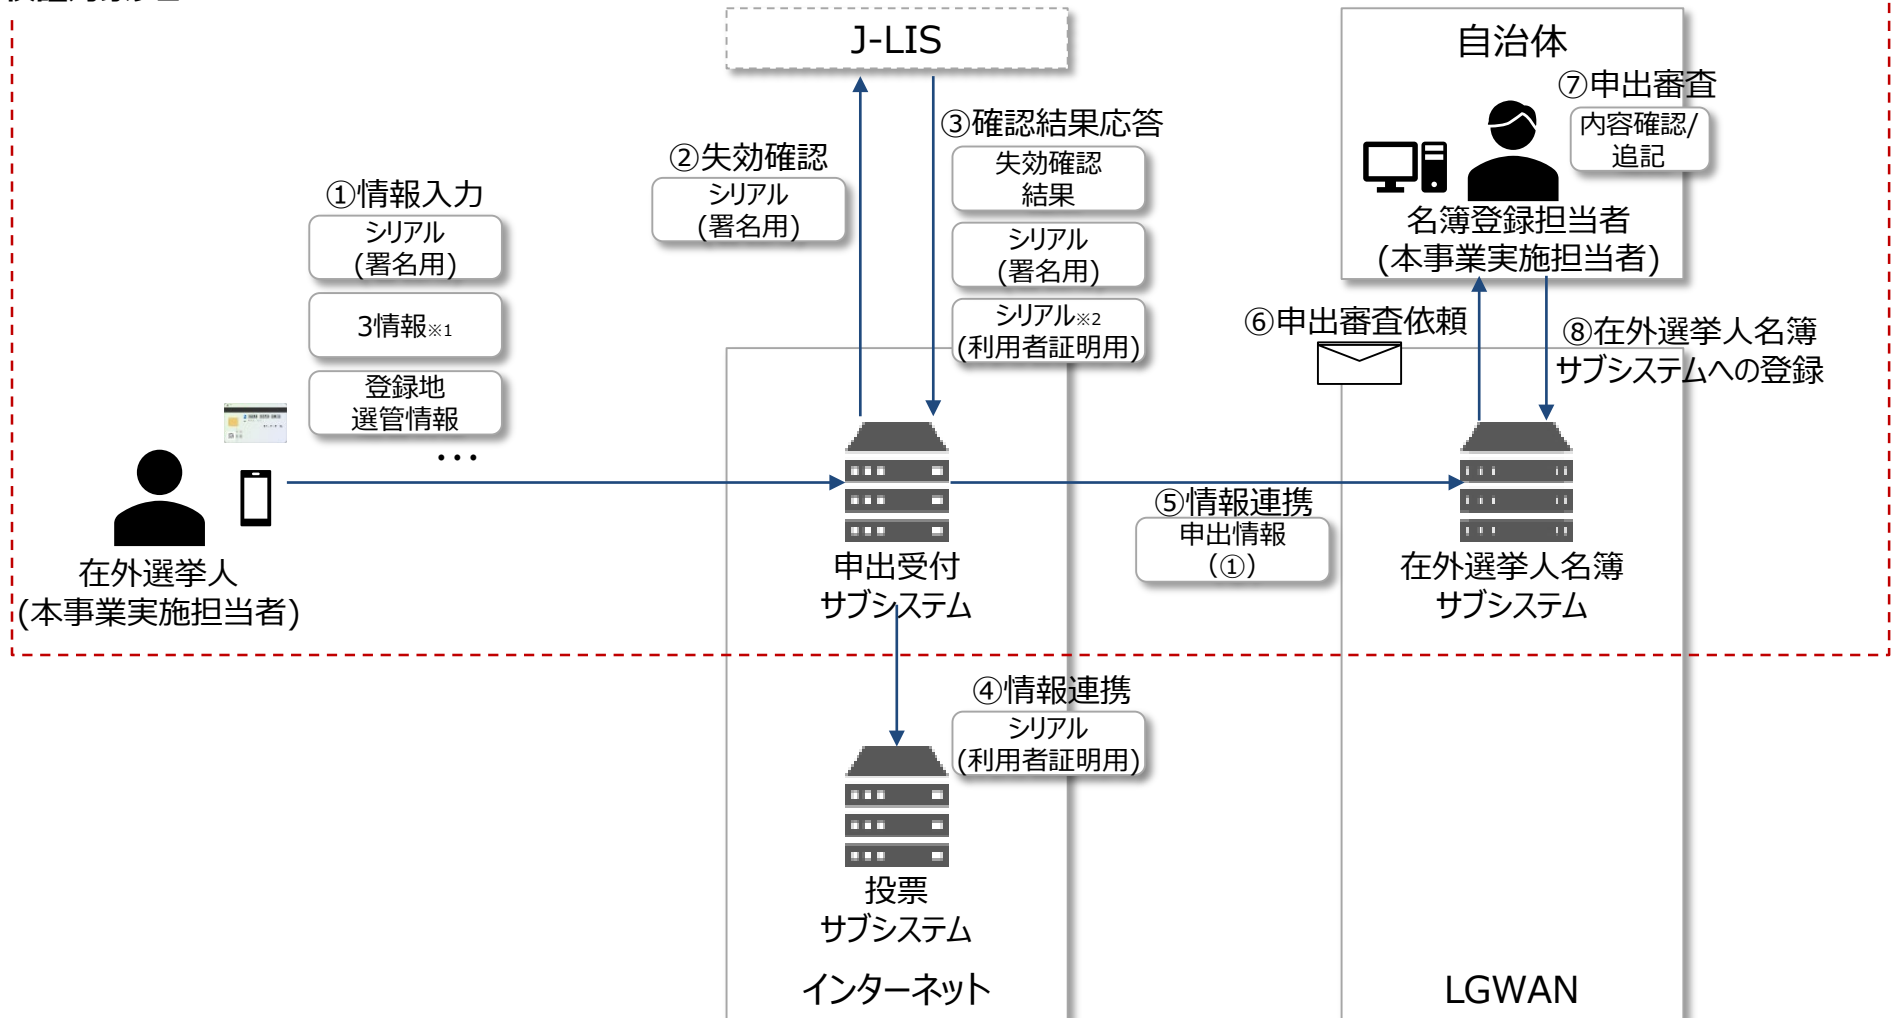 J-LIS
自治体
⑦申出審査
内容確認/
追記
③確認結果応答
失効確認
結果
シリアル
(署名用)
シリアル※2
(利用者証明用)
②失効確認
シリアル
(署名用)
①情報入力
シリアル
(署名用)
3情報※1
登録地
選管情報
…
名簿登録担当者
(本事業実施担当者)
⑥申出審査依頼
⑧在外選挙人名簿
サブシステムへの登録
⑤情報連携
申出情報
(①)
在外選挙人
(本事業実施担当者)
申出受付
サブシステム
在外選挙人名簿
サブシステム
④情報連携
シリアル
(利用者証明用)
投票
サブシステム
インターネット
LGWAN